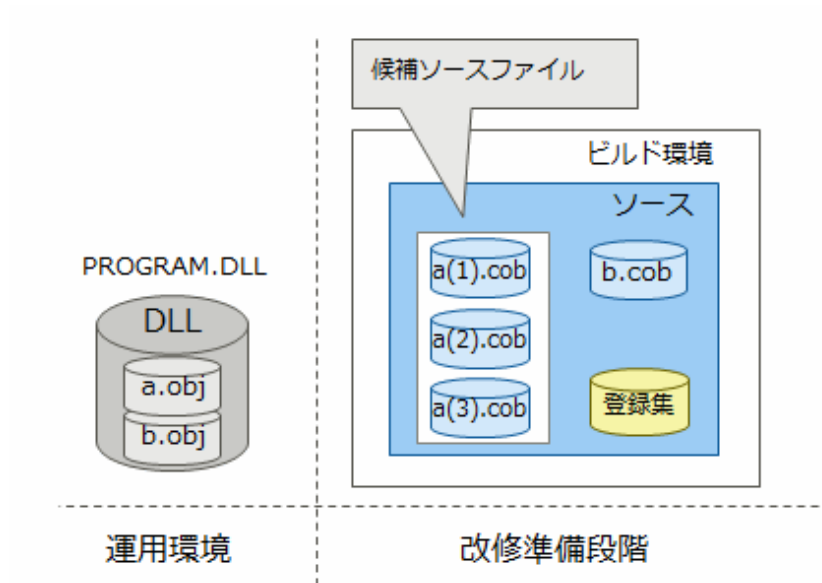 候補ソースファイル
ビルド環境
ソース
a(1).cob
b.cob
a(2).cob
a(3).cob
登録集
PROGRAM.DLL
DLL
a.obj
b.obj
運用環境
改修準備段階